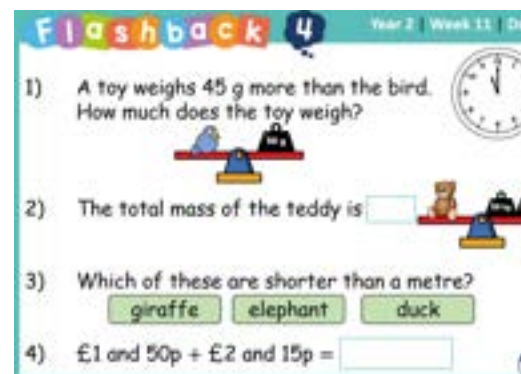 Flashback 4
Year 2 | Week 11 |
1) A toy weighs 45 g more than the bird.
How much does the toy weigh?
2) The total mass of the teddy is
3) Which of these are shorter than a metre?
giraffe elephant duck
4) £1 and 50p + £2 and 15p =